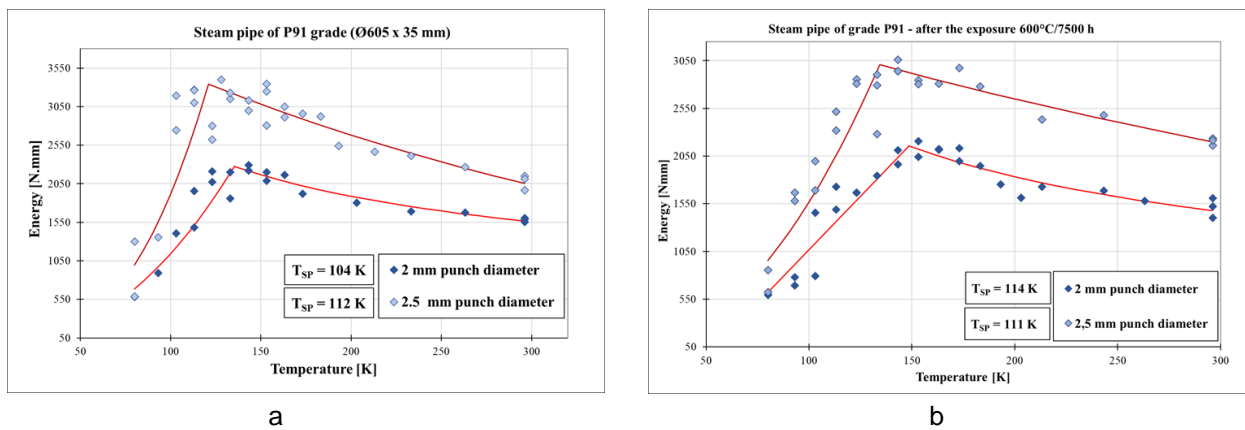 Steam pipe of P91 grade (Ø605 x 35 mm)
3550
3050
2550
2050
1550
1050
550
50
Energy [N.mm]
50
100
150
200
250
300
Temperature [K]
T_SP = 104 K
2 mm punch diameter
T_SP = 112 K
2.5 mm punch diameter
a
Steam pipe of grade P91 - after the exposure 600°C/7500 h
3050
2550
2050
1550
1050
550
50
Energy [Nmm]
50
100
150
200
250
300
Temperature [K]
T_SP = 114 K
2 mm punch diameter
T_SP = 111 K
2,5 mm punch diameter
b